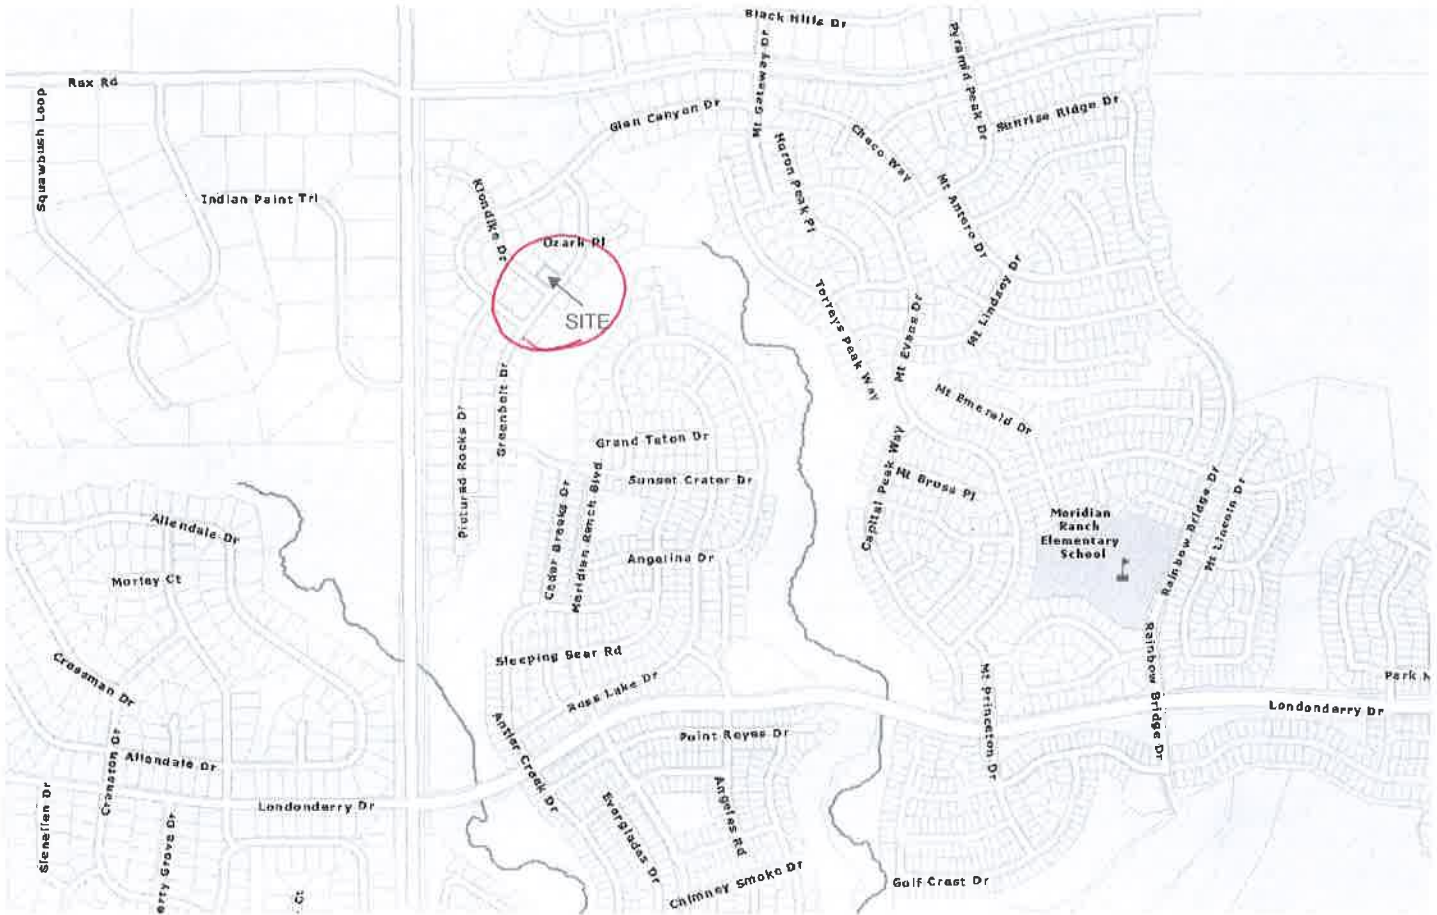 Black Hills Dr
Rex Rd
Squawbush Loop
Mt Gateway Dr
Pyramid Peak Dr
Glen Canyon Dr
Sunrise Ridge Dr
Chaco Way
Huron Peak Pl
Indian Paint Trl
Klondike Dr
Mt Antero Dr
Ozark Pl
SITE
Mt Lindsey Dr
Torreys Peak Way
Mt Evans Dr
Greenbelt Dr
Mt Emerald Dr
Pictured Rocks Dr
Grand Teton Dr
Capital Peak Way
Sunset Crater Dr
Mt Bross Pl
Cedar Breaks Dr
Meridian Ranch Blvd
Rainbow Bridge Dr
Mt Lincoln Dr
Meridian
Ranch
Elementary
School
Allendale Dr
Angelina Dr
Morley Ct
Sleeping Bear Rd
Crossman Dr
Ross Lake Dr
Rainbow Bridge Dr
Mt Princeton Dr
Park
Londonderry Dr
Antler Creek Dr
Point Reyes Dr
Cranston Dr
Allendale Dr
Londonderry Dr
Glenellen Dr
erty Grove Dr
Everglades Dr
Angeles Rd
Chimney Smoke Dr
Golf Crest Dr
Ct